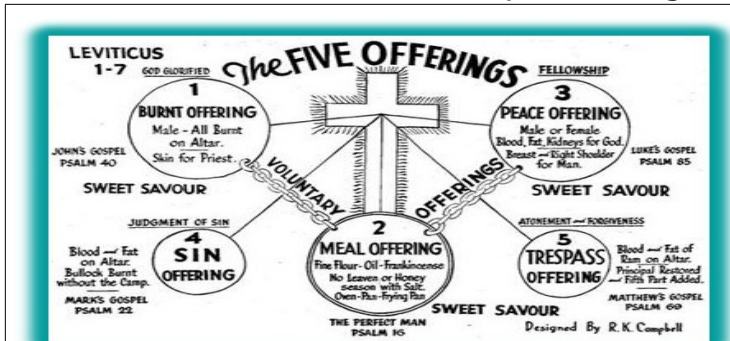 LEVITICUS
1-7
The FIVE OFFERINGS
GOD GLORIFIED
1
BURNT OFFERING
Male - All Burnt
on Altar.
Skin for Priest.
JOHN'S GOSPEL
PSALM 40
SWEET SAVOUR
FELLOWSHIP
3
PEACE OFFERING
Male or Female
Blood, Fat, Kidneys for God.
Breast and Right Shoulder
for Man.
LUKE'S GOSPEL
PSALM 85
SWEET SAVOUR
VOLUNTARY
OFFERINGS
JUDGMENT OF SIN
4
SIN
OFFERING
Blood and Fat
on Altar.
Bullock Burnt
without the Camp.
MARK'S GOSPEL
PSALM 22
2
MEAL OFFERING
Fine Flour - Oil - Frankincense
No Leaven or Honey
season with Salt.
Oven-Pan-Frying Pan
SWEET SAVOUR
THE PERFECT MAN
PSALM 16
ATONEMENT and FORGIVENESS
5
TRESPASS
OFFERING
Blood and Fat of
Ram on Altar.
Principal Restored
and Fifth Part Added.
MATTHEW'S GOSPEL
PSALM 69
Designed By R. K. Campbell